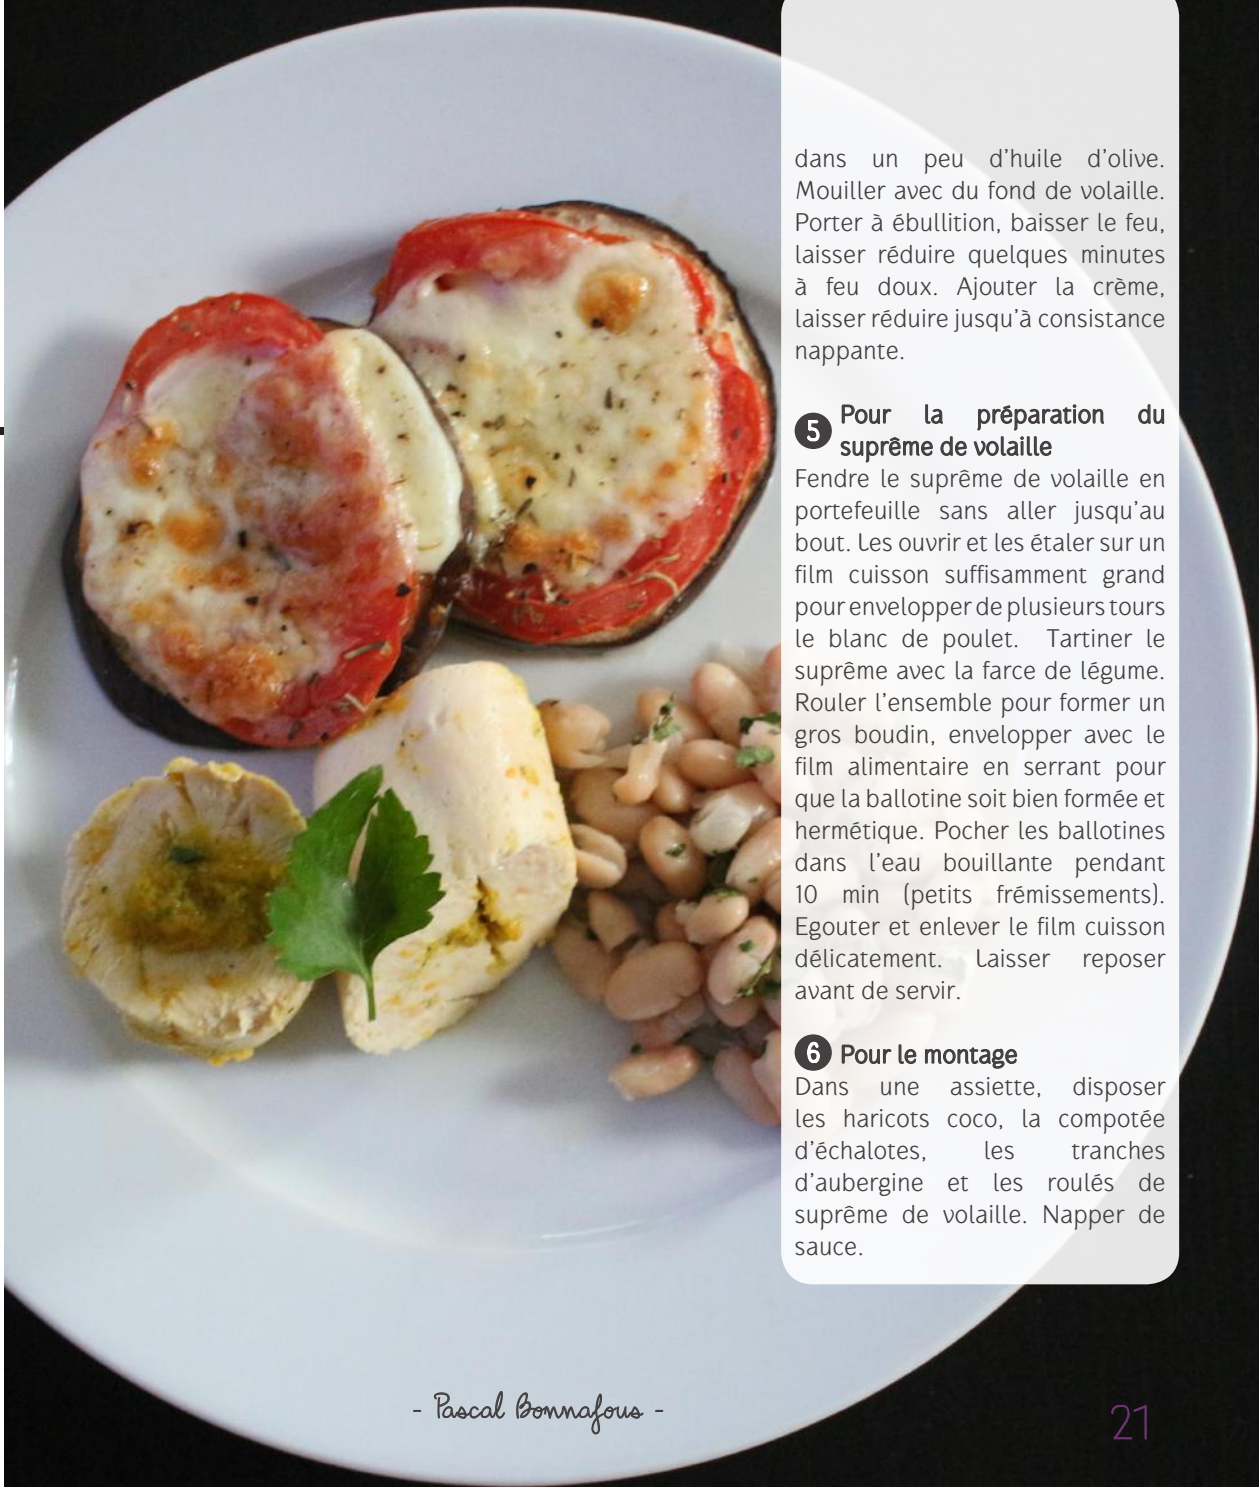 dans un peu d'huile d'olive.
Mouiller avec du fond de volaille.
Porter à ébullition, baisser le feu,
laisser réduire quelques minutes
à feu doux. Ajouter la crème,
laisser réduire jusqu'à consistance
nappante.
5 Pour la préparation du
suprême de volaille
Fendre le suprême de volaille en
portefeuille sans aller jusqu'au
bout. Les ouvrir et les étaler sur un
film cuisson suffisamment grand
pour envelopper de plusieurs tours
le blanc de poulet. Tartiner le
suprême avec la farce de légume.
Rouler l'ensemble pour former un
gros boudin, envelopper avec le
film alimentaire en serrant pour
que la ballotine soit bien formée et
hermétique. Pocher les ballotines
dans l'eau bouillante pendant
10 min (petits frémissements).
Egouter et enlever le film cuisson
délicatement. Laisser reposer
avant de servir.
6 Pour le montage
Dans une assiette, disposer
les haricots coco, la compotée
d'échalotes, les tranches
d'aubergine et les roulés de
suprême de volaille. Napper de
sauce.
- Pascal Bonnafous -
21